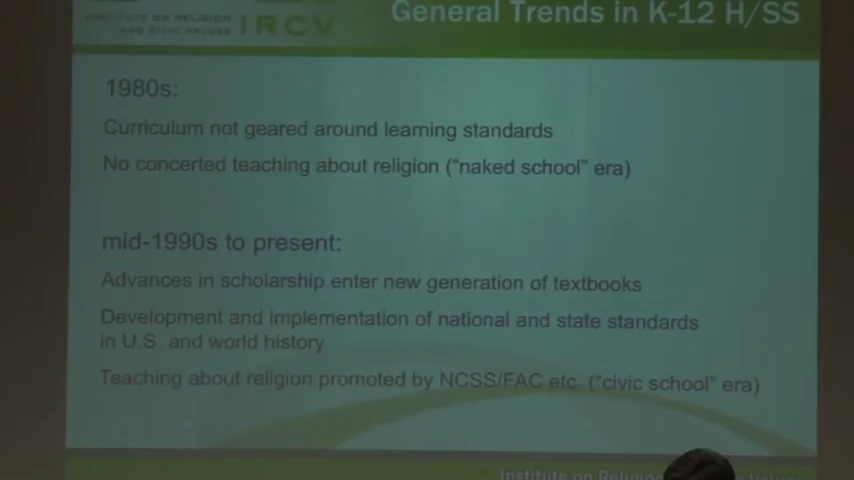 INSTITUTE ON RELIGION
AND CIVIC VALUES
IRCV
General Trends in K-12 H/SS
1980s:
Curriculum not geared around learning standards
No concerted teaching about religion ("naked school" era)
mid-1990s to present:
Advances in scholarship enter new generation of textbooks
Development and implementation of national and state standards
in U.S. and world history
Teaching about religion promoted by NCSS/FAC etc. ("civic school" era)
Institute on Religion